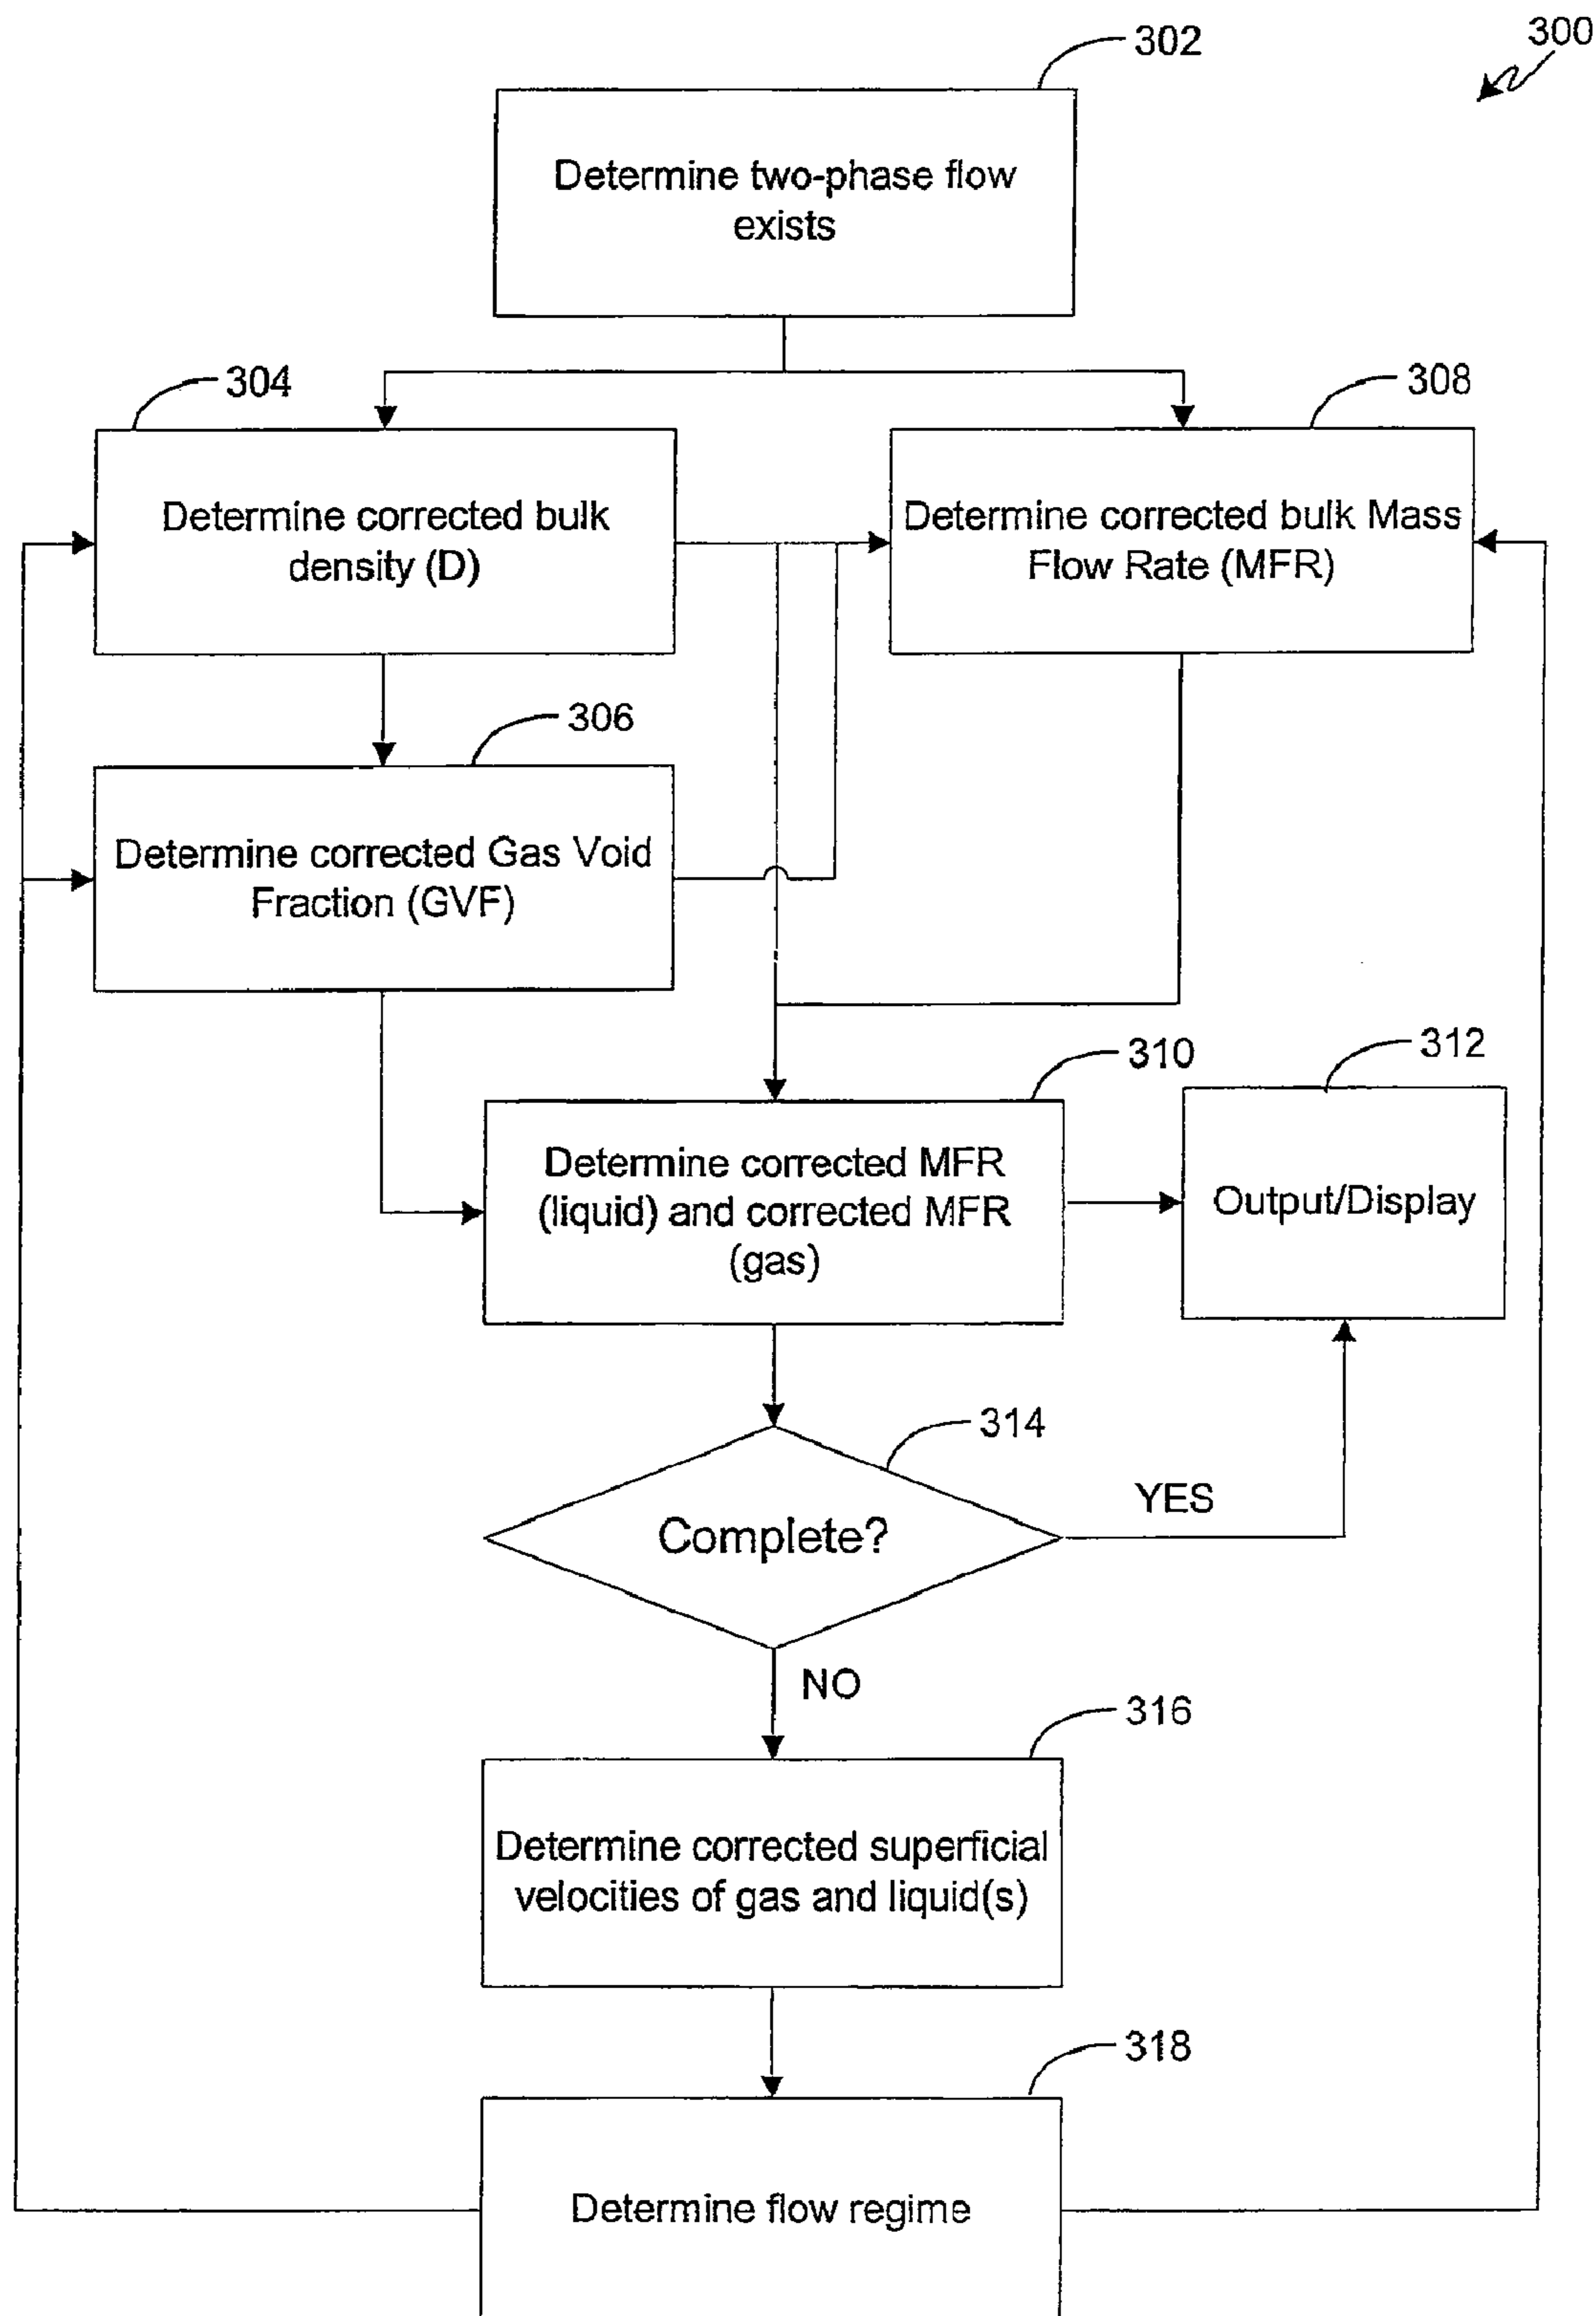 300
302
Determine two-phase flow
exists
304
308
Determine corrected bulk
density (D)
Determine corrected bulk Mass
Flow Rate (MFR)
306
Determine corrected Gas Void
Fraction (GVF)
310
312
Determine corrected MFR
(liquid) and corrected MFR
(gas)
Output/Display
314
Complete?
YES
NO
316
Determine corrected superficial
velocities of gas and liquid(s)
318
Determine flow regime